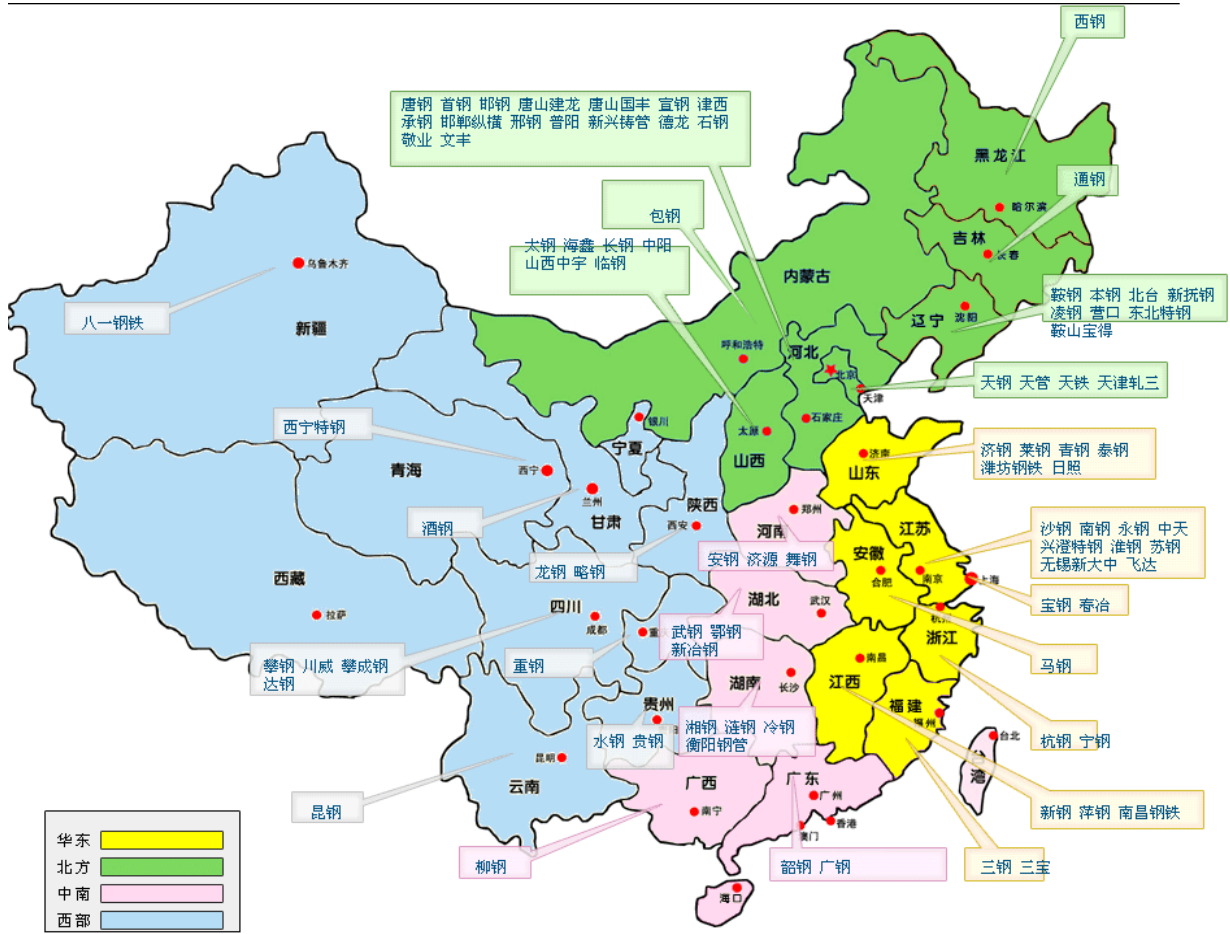 西钢
唐钢 首钢 邯钢 唐山建龙 唐山国丰 宣钢 津西
承钢 邯郸纵横 邢钢 普阳 新兴铸管 德龙 石钢
敬业 文丰
黑龙江
哈尔滨
通钢
包钢
吉林
长春
太钢 海鑫 长钢 中阳
山西中宇 临钢
内蒙古
乌鲁木齐
鞍钢 本钢 北台 新抚钢
凌钢 营口 东北特钢
鞍山宝得
辽宁
沈阳
八一钢铁
新疆
呼和浩特
河北
北京
天津
天钢 天管 天铁 天津轧三
西宁特钢
银川
宁夏
石家庄
太原
山西
济钢 莱钢 青钢 泰钢
潍坊钢铁 日照
济南
山东
青海
西宁
兰州
甘肃
陕西
西安
酒钢
郑州
河南
江苏
沙钢 南钢 永钢 中天
兴澄特钢 淮钢 苏钢
无锡新大中 飞达
安钢 济源 舞钢
安徽
合肥
南京
上海
龙钢 略钢
西藏
拉萨
四川
成都
湖北
武汉
宝钢 春冶
杭州
浙江
重庆
武钢 鄂钢
新冶钢
攀钢 川威 攀成钢
达钢
重钢
马钢
南昌
江西
湖南
长沙
贵州
福建
福州
湘钢 涟钢 冷钢
衡阳钢管
水钢 贵钢
杭钢 宁钢
台北
台湾
昆明
云南
广西
南宁
广东
广州
昆钢
香港
澳门
新钢 萍钢 南昌钢铁
柳钢
韶钢 广钢
三钢 三宝
海口
华东
北方
中南
西部